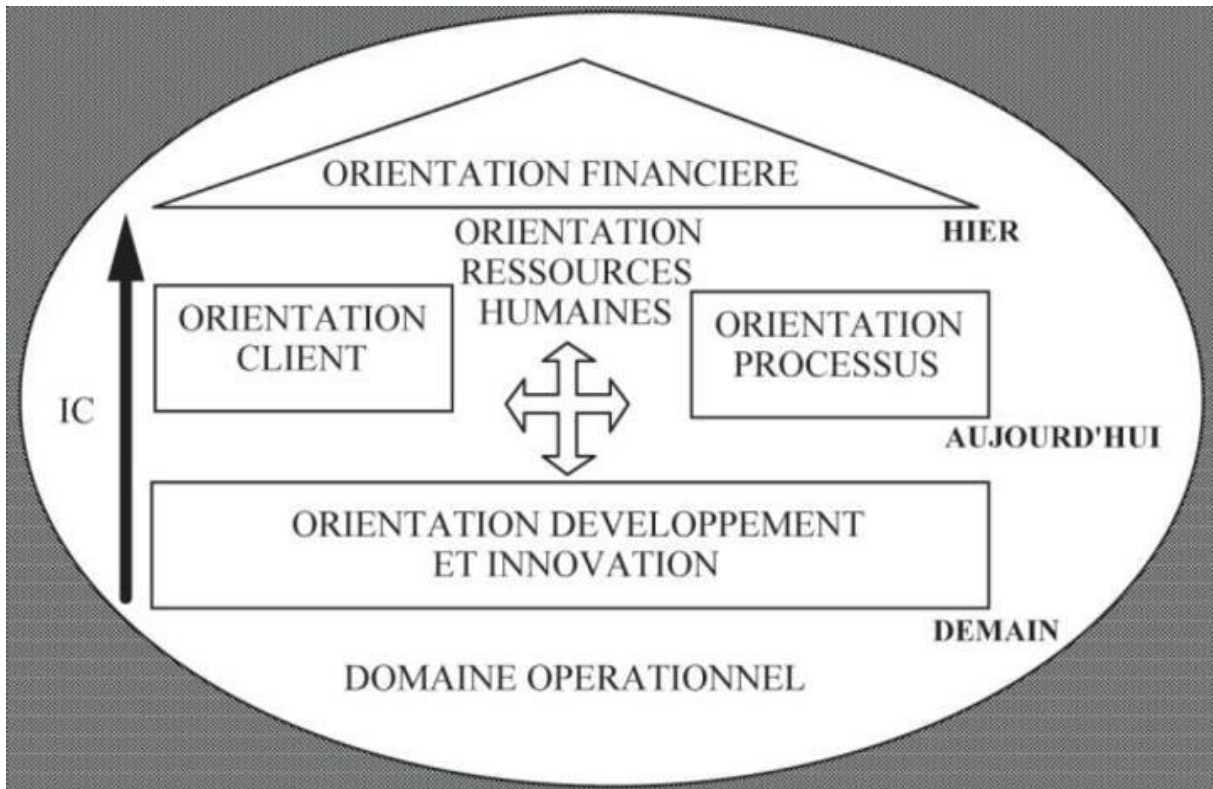 ORIENTATION FINANCIERE
HIER
ORIENTATION
RESSOURCES
HUMAINES
ORIENTATION
CLIENT
ORIENTATION
PROCESSUS
IC
AUJOURD'HUI
ORIENTATION DEVELOPPEMENT
ET INNOVATION
DEMAIN
DOMAINE OPERATIONNEL